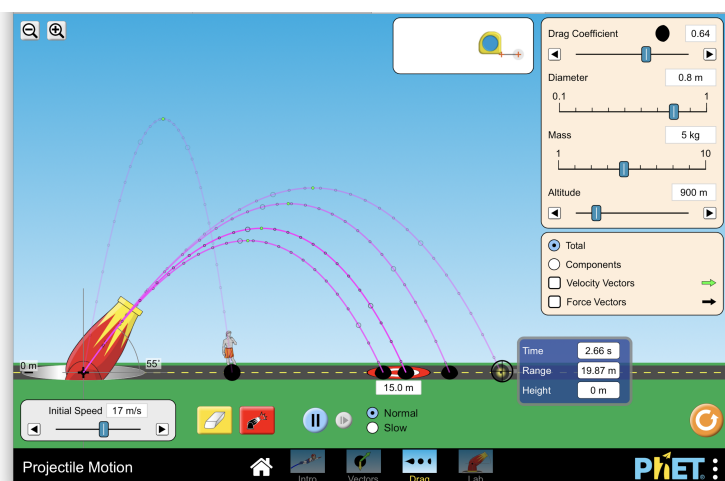 Drag Coefficient 0.64
Diameter 0.8 m
0.1 1
Mass 5 kg
1 10
Altitude 900 m
Total
Components
Velocity Vectors
Force Vectors
0 m
55°
15.0 m
Time 2.66 s
Range 19.87 m
Height 0 m
Initial Speed 17 m/s
Normal
Slow
Projectile Motion
Intro
Vectors
Drag
Lab
PhET